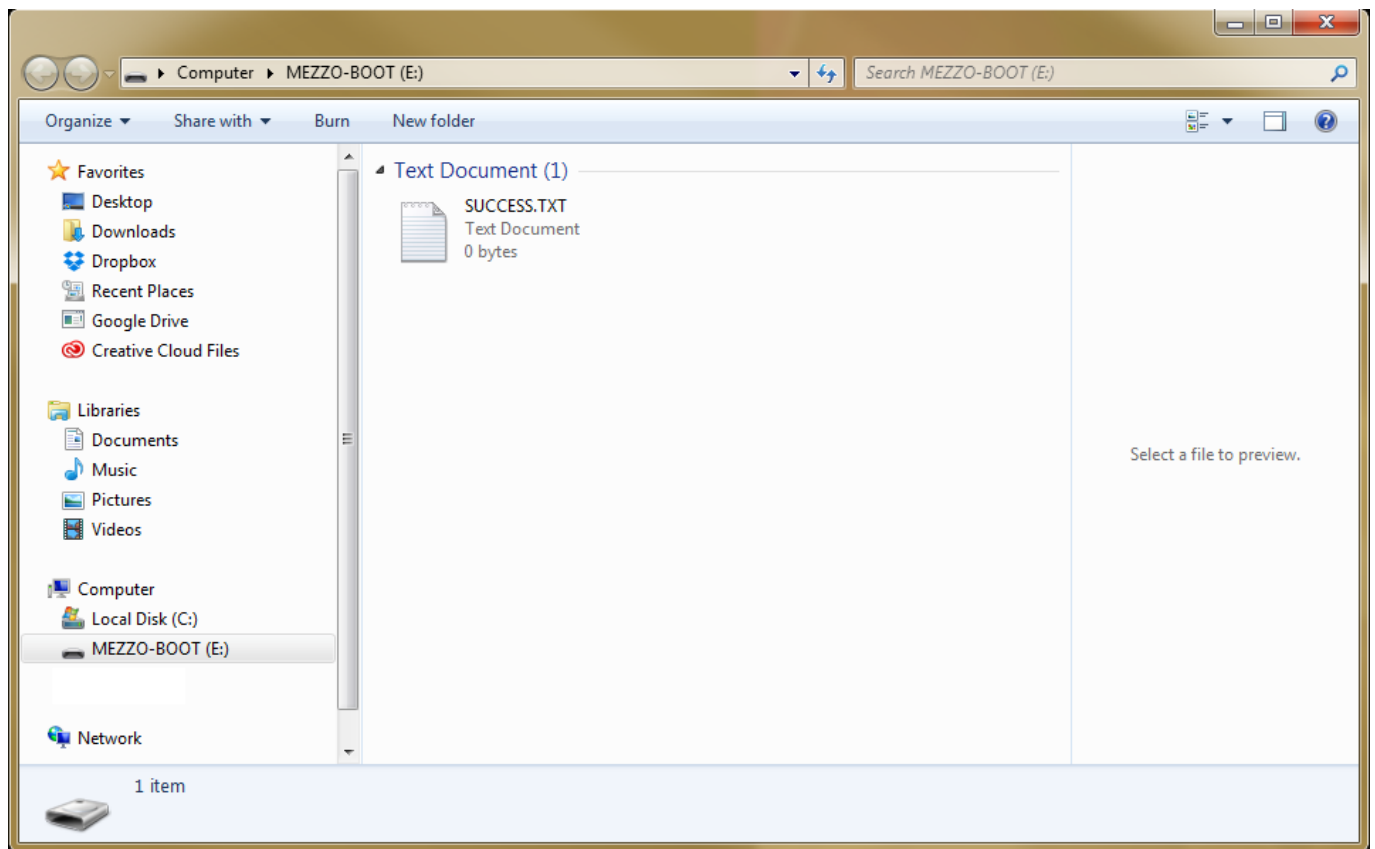 Computer ▸ MEZZO-BOOT (E:)
Search MEZZO-BOOT (E:)
Organize Share with Burn New folder
Favorites
Desktop
Downloads
Dropbox
Recent Places
Google Drive
Creative Cloud Files
Libraries
Documents
Music
Pictures
Videos
Computer
Local Disk (C:)
MEZZO-BOOT (E:)
Network
Text Document (1)
SUCCESS.TXT
Text Document
0 bytes
Select a file to preview.
1 item